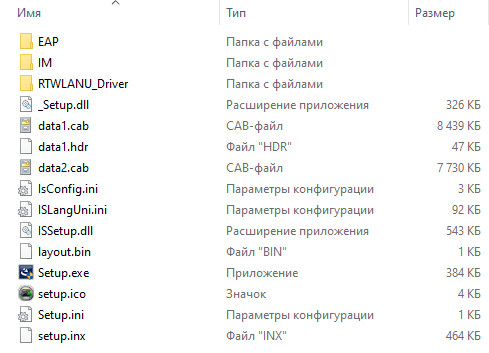 Имя Тип Размер
EAP Папка с файлами
IM Папка с файлами
RTWLANU_Driver Папка с файлами
_Setup.dll Расширение приложения 326 КБ
data1.cab CAB-файл 8 439 КБ
data1.hdr Файл "HDR" 47 КБ
data2.cab CAB-файл 7 730 КБ
IsConfig.ini Параметры конфигурации 3 КБ
ISLangUni.ini Параметры конфигурации 92 КБ
ISSetup.dll Расширение приложения 543 КБ
layout.bin Файл "BIN" 1 КБ
Setup.exe Приложение 384 КБ
setup.ico Значок 4 КБ
Setup.ini Параметры конфигурации 1 КБ
setup.inx Файл "INX" 464 КБ